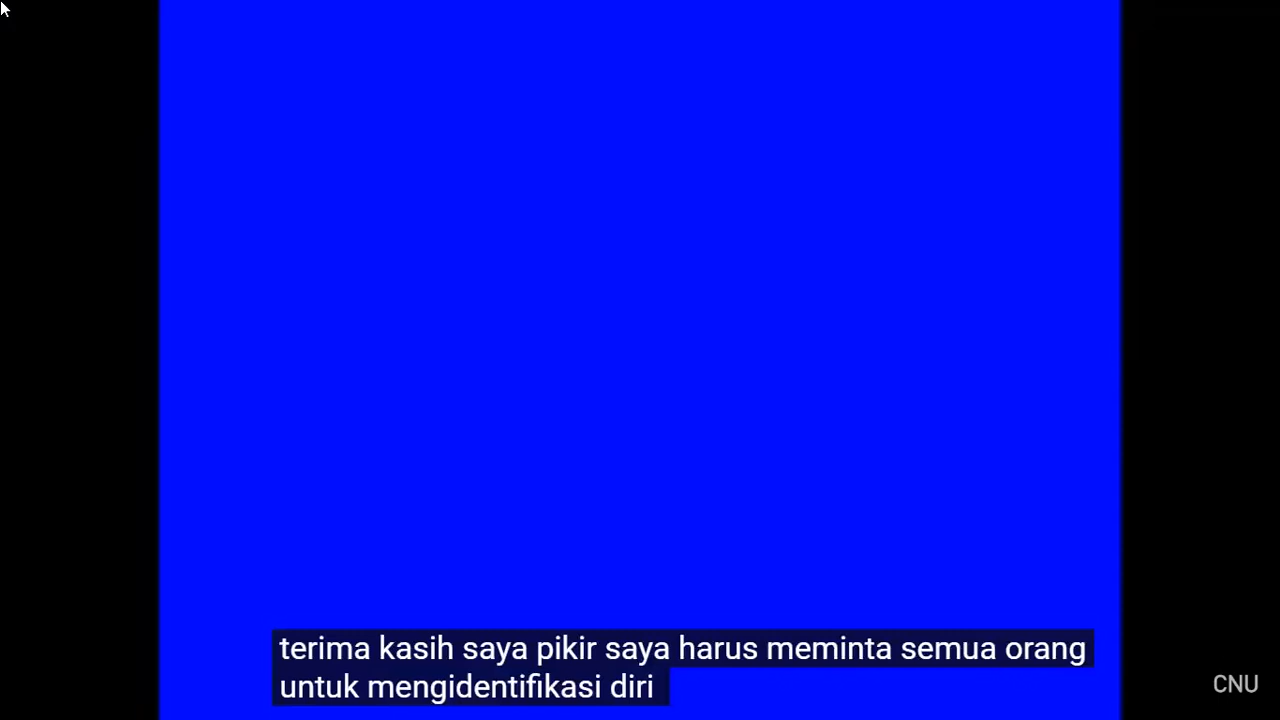 terima kasih saya pikir saya harus meminta semua orang
untuk mengidentifikasi diri
CNU